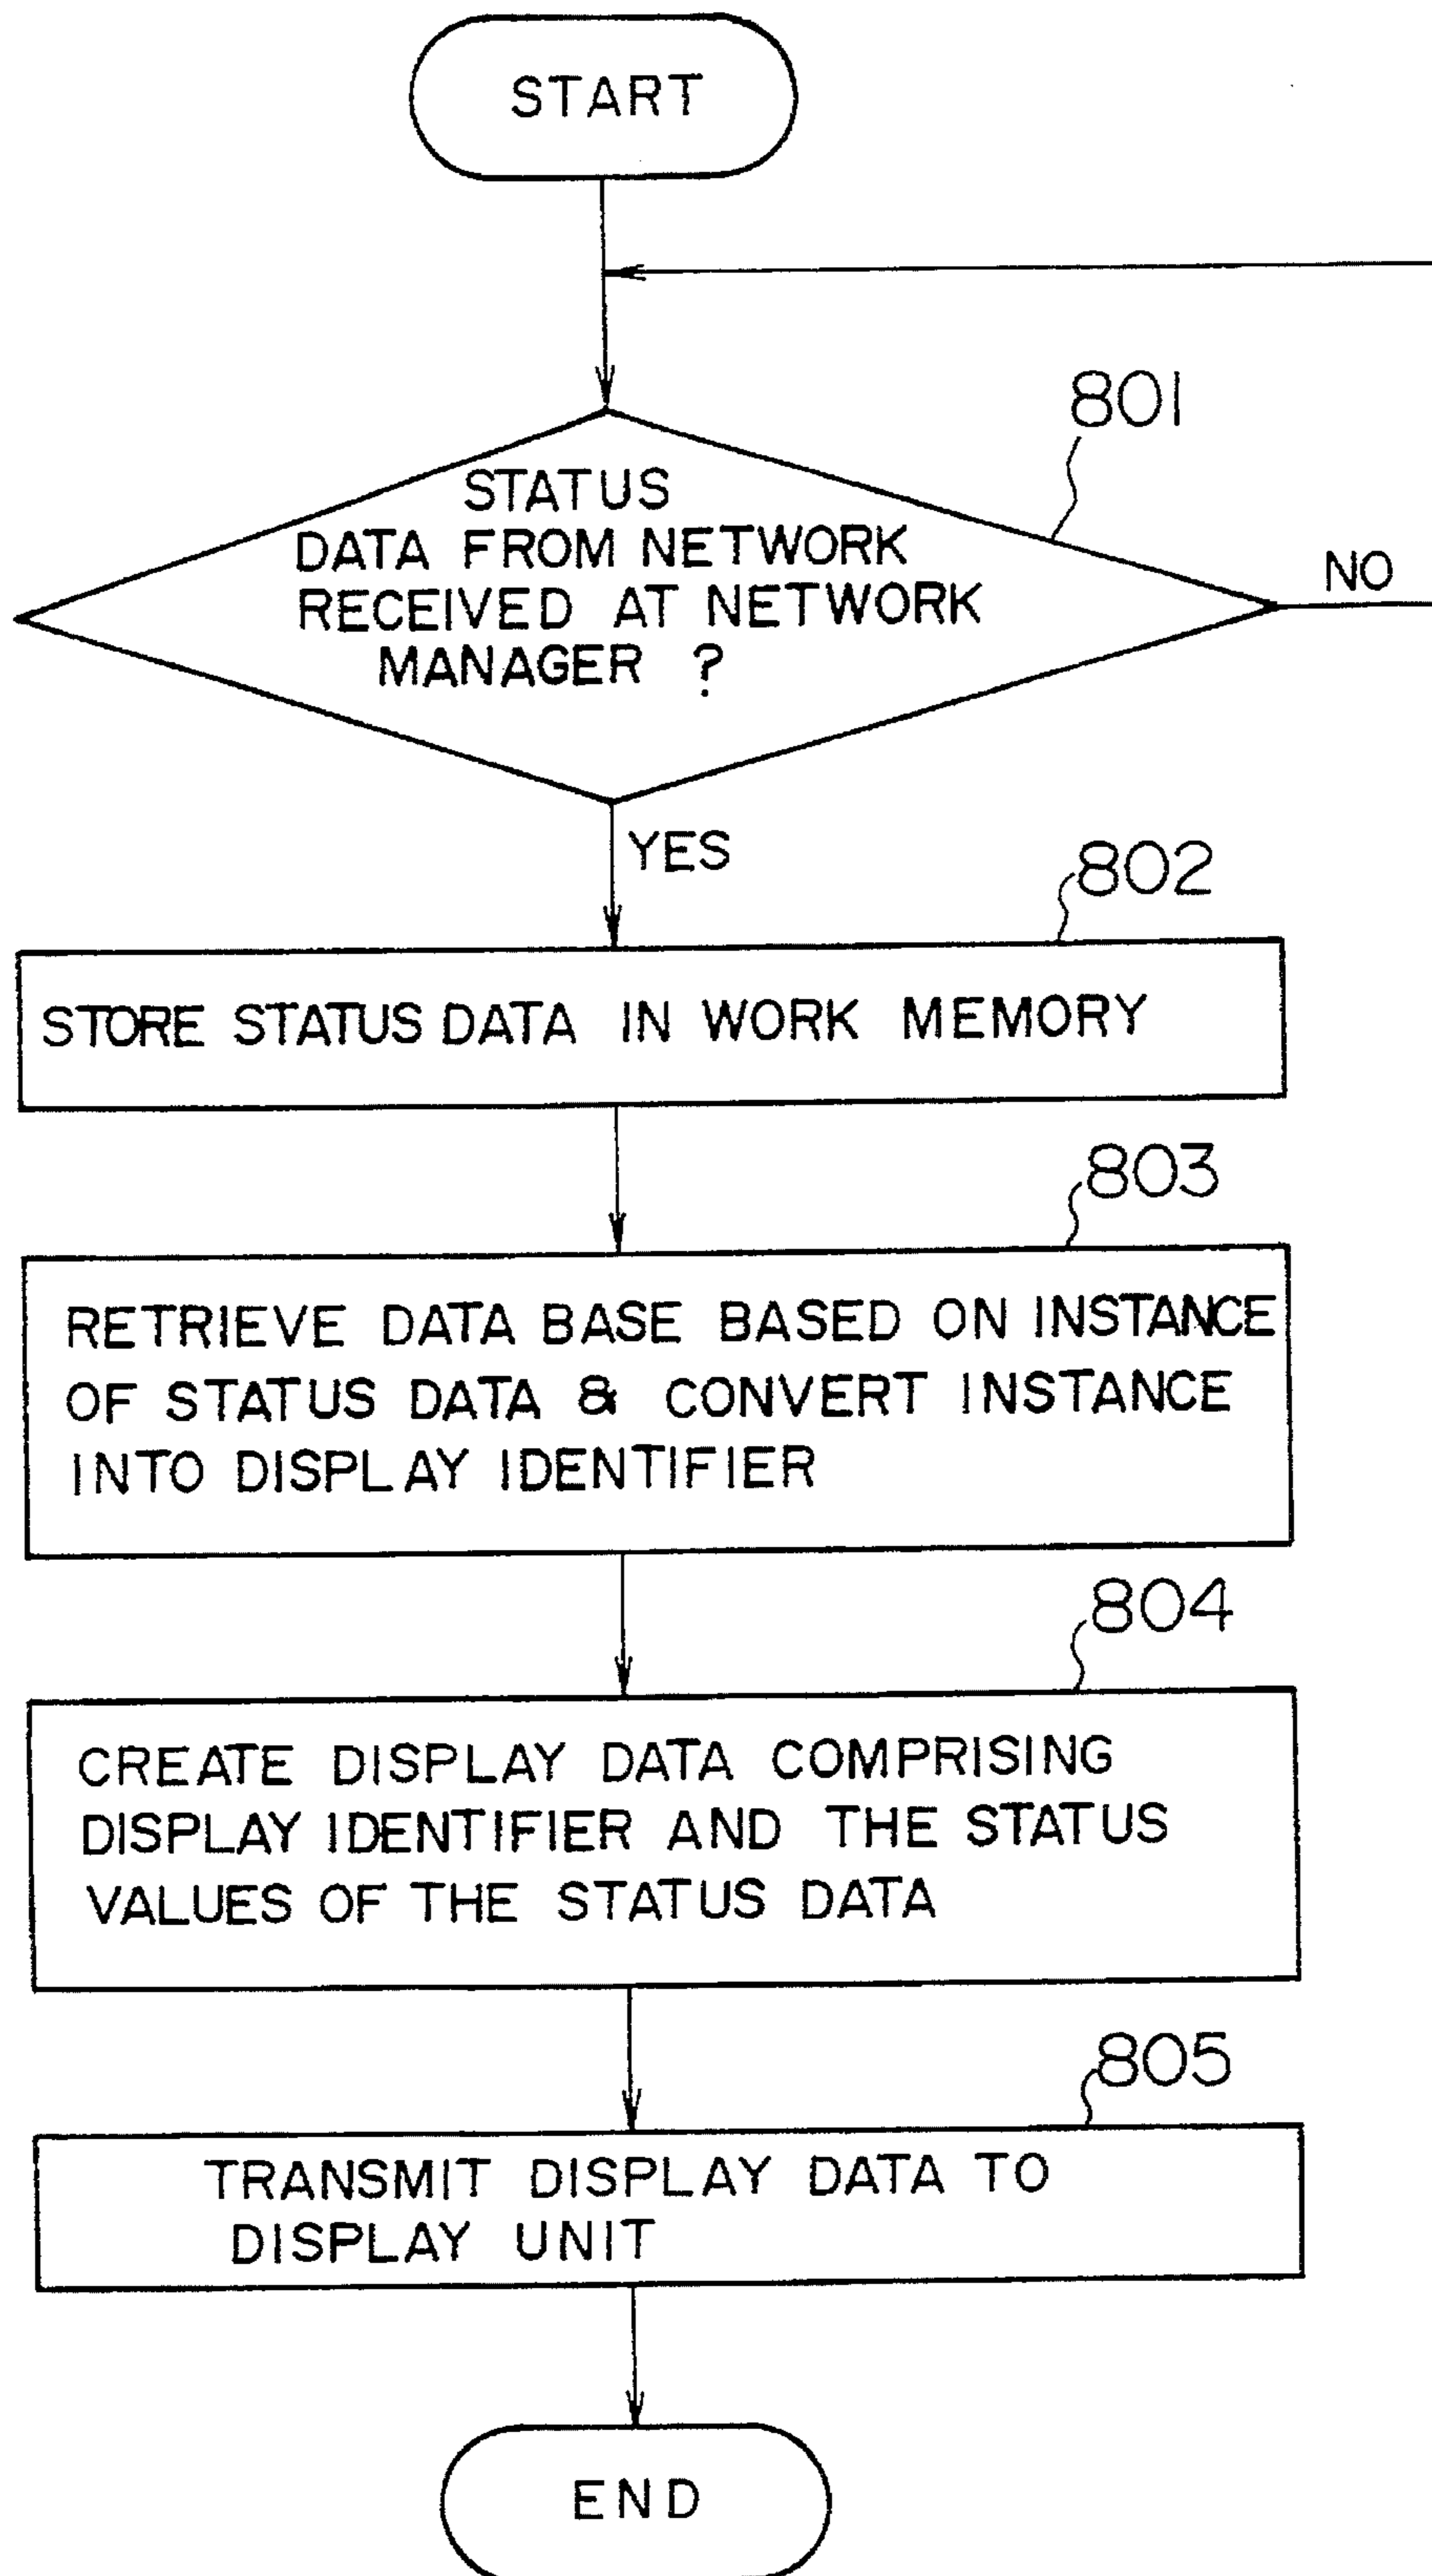 START
801
STATUS
DATA FROM NETWORK
RECEIVED AT NETWORK
MANAGER ?
NO
YES
802
STORE STATUS DATA IN WORK MEMORY
803
RETRIEVE DATA BASE BASED ON INSTANCE
OF STATUS DATA & CONVERT INSTANCE
INTO DISPLAY IDENTIFIER
804
CREATE DISPLAY DATA COMPRISING
DISPLAY IDENTIFIER AND THE STATUS
VALUES OF THE STATUS DATA
805
TRANSMIT DISPLAY DATA TO
DISPLAY UNIT
END